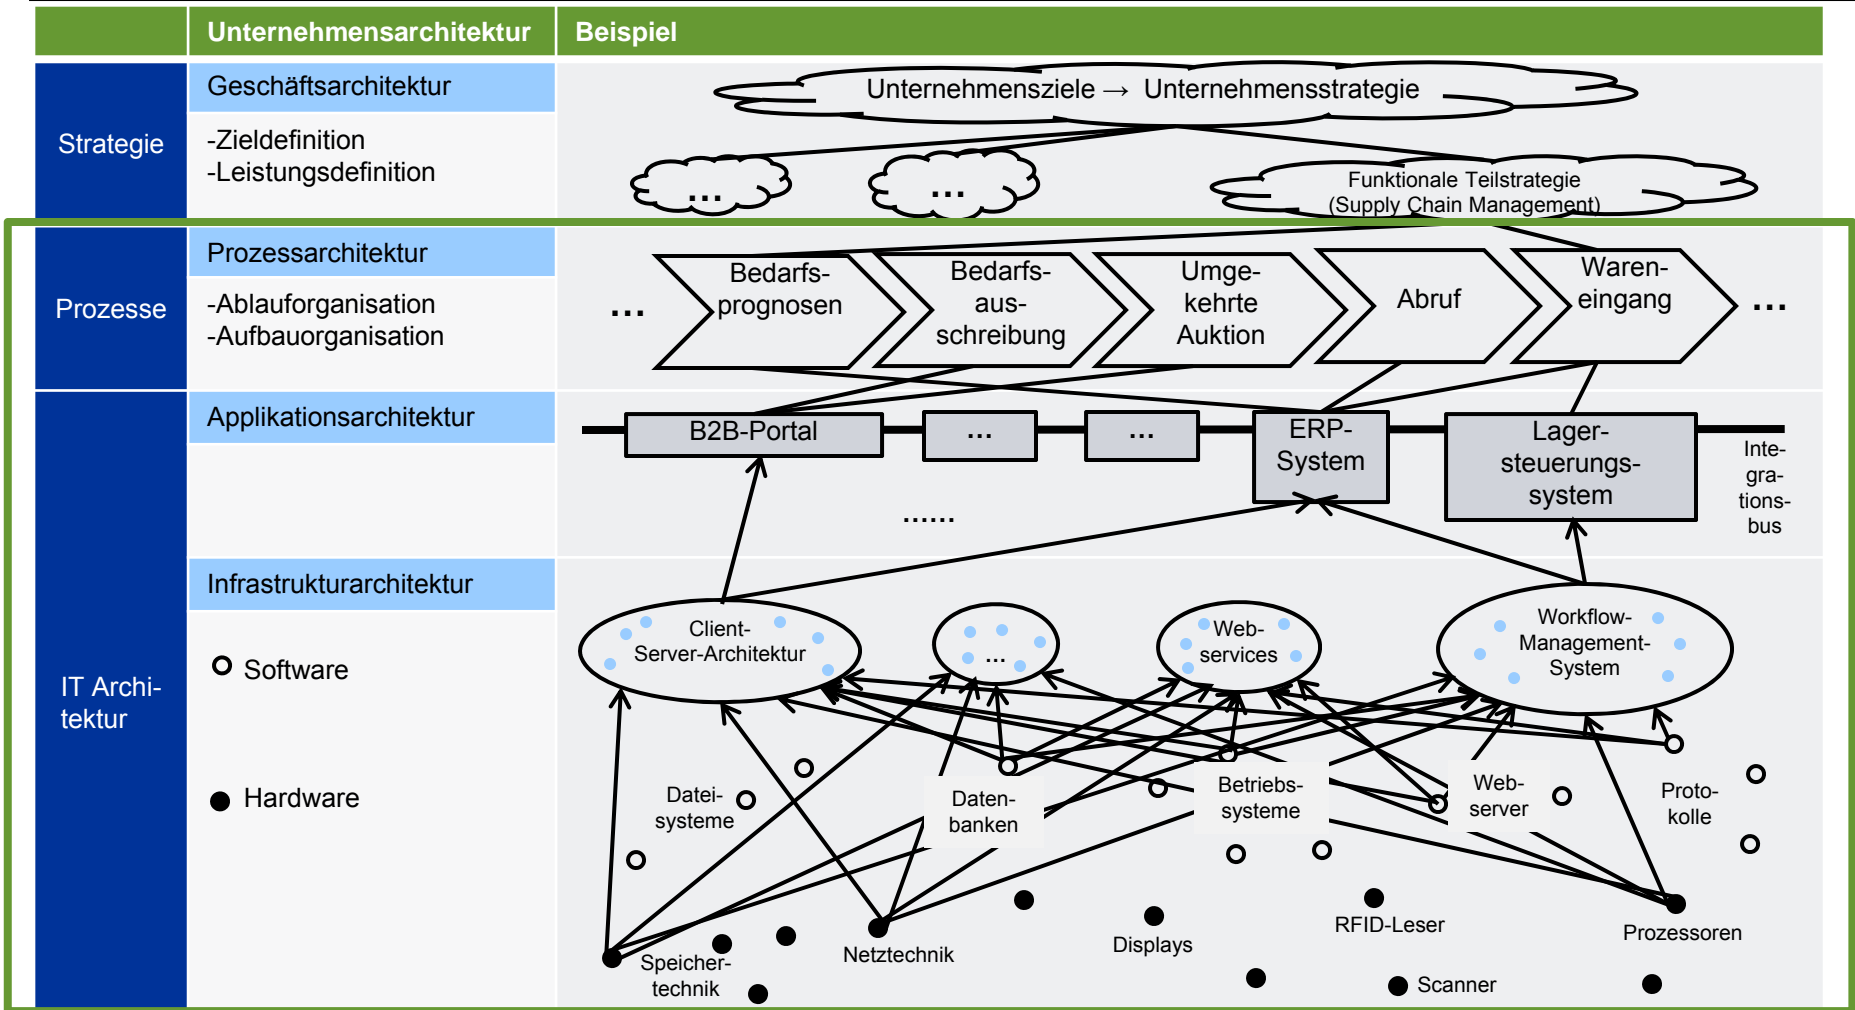 Unternehmensarchitektur
Beispiel
Strategie
Geschäftsarchitektur
-Zieldefinition
-Leistungsdefinition
Unternehmensziele → Unternehmensstrategie
...
...
Funktionale Teilstrategie
(Supply Chain Management)
Prozesse
Prozessarchitektur
-Ablauforganisation
-Aufbauorganisation
...
Bedarfs-
prognosen
Bedarfs-
aus-
schreibung
Umge-
kehrte
Auktion
Abruf
Waren-
eingang
...
IT Archi-
tektur
Applikationsarchitektur
B2B-Portal
...
...
ERP-
System
Lager-
steuerungs-
system
Inte-
gra-
tions-
bus
......
Infrastrukturarchitektur
Software
Hardware
Client-
Server-Architektur
...
Web-
services
Workflow-
Management-
System
Datei-
systeme
Daten-
banken
Betriebs-
systeme
Web-
server
Proto-
kolle
Speicher-
technik
Netztechnik
Displays
RFID-Leser
Scanner
Prozessoren